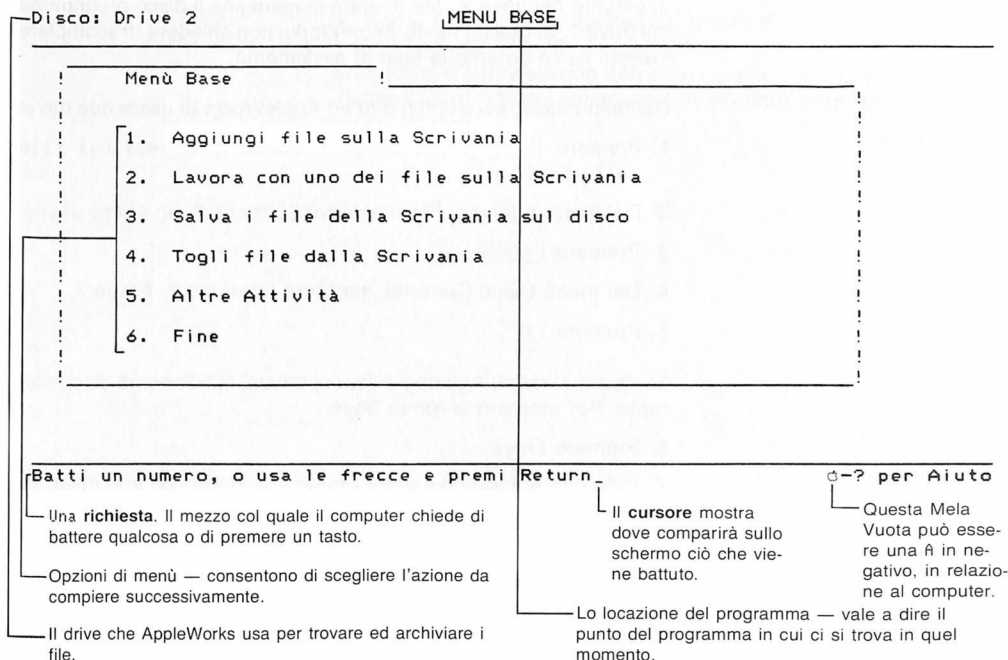 Disco: Drive 2 MENU BASE
Menù Base
1. Aggiungi file sulla Scrivania
2. Lavora con uno dei file sulla Scrivania
3. Salva i file della Scrivania sul disco
4. Togli file dalla Scrivania
5. Altre Attività
6. Fine
Batti un numero, o usa le frecce e premi Return _ -? per Aiuto
Una richiesta. Il mezzo col quale il computer chiede di
battere qualcosa o di premere un tasto.
Opzioni di menù — consentono di scegliere l'azione da
compiere successivamente.
Il drive che AppleWorks usa per trovare ed archiviare i
file.
Il cursore mostra
dove comparirà sullo
schermo ciò che vie-
ne battuto.
Questa Mela
Vuota può esse-
re una A in ne-
gativo, in relazio-
ne al computer.
Lo locazione del programma — vale a dire il
punto del programma in cui ci si trova in quel
momento.